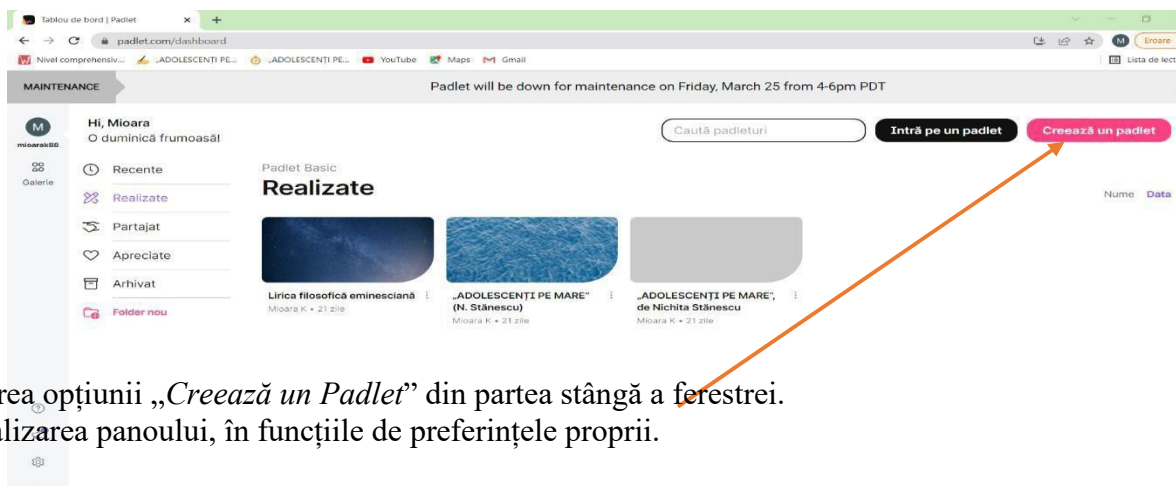 Tablou de bord | Padlet
padlet.com/dashboard
Eroare
Nivel comprehensiv... „ADOLESCENȚI PE... „ADOLESCENȚI PE... YouTube Maps Gmail Lista de lect
MAINTENANCE Padlet will be down for maintenance on Friday, March 25 from 4-6pm PDT
M
mioarak88
Galerie
Hi, Mioara
O duminică frumoasă!
Caută padleturi Intră pe un padlet Creează un padlet
Recente
Realizate
Partajat
Apreciate
Arhivat
Folder nou
Padlet Basic
Realizate
Nume Data
Lirica filosofică eminesciană
Mioara K • 21 zile
„ADOLESCENȚI PE MARE"
(N. Stănescu)
Mioara K • 21 zile
„ADOLESCENȚI PE MARE",
de Nichita Stănescu
Mioara K • 21 zile
rea opțiunii „Creează un Padlet” din partea stângă a ferestrei.
alizarea panoului, în funcțiile de preferințele proprii.